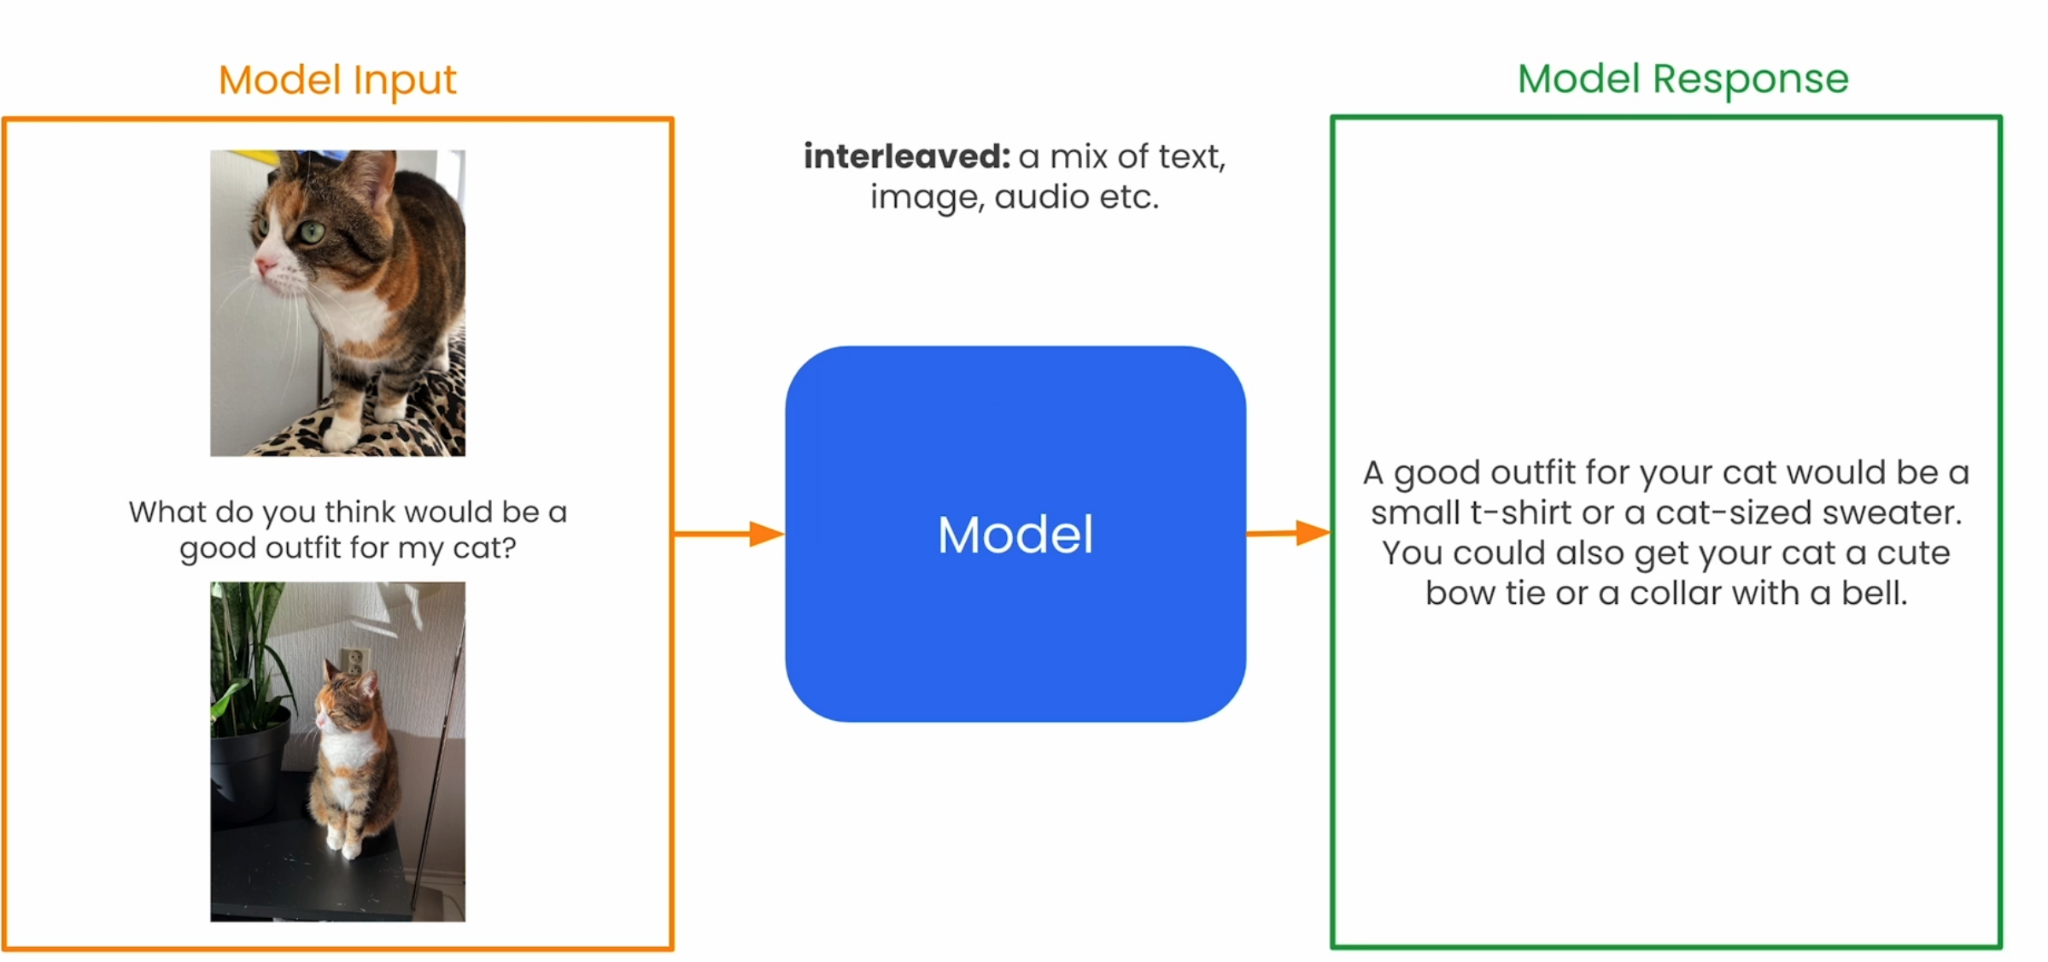 Model Input
Model Response
interleaved: a mix of text,
image, audio etc.
What do you think would be a
good outfit for my cat?
Model
A good outfit for your cat would be a
small t-shirt or a cat-sized sweater.
You could also get your cat a cute
bow tie or a collar with a bell.